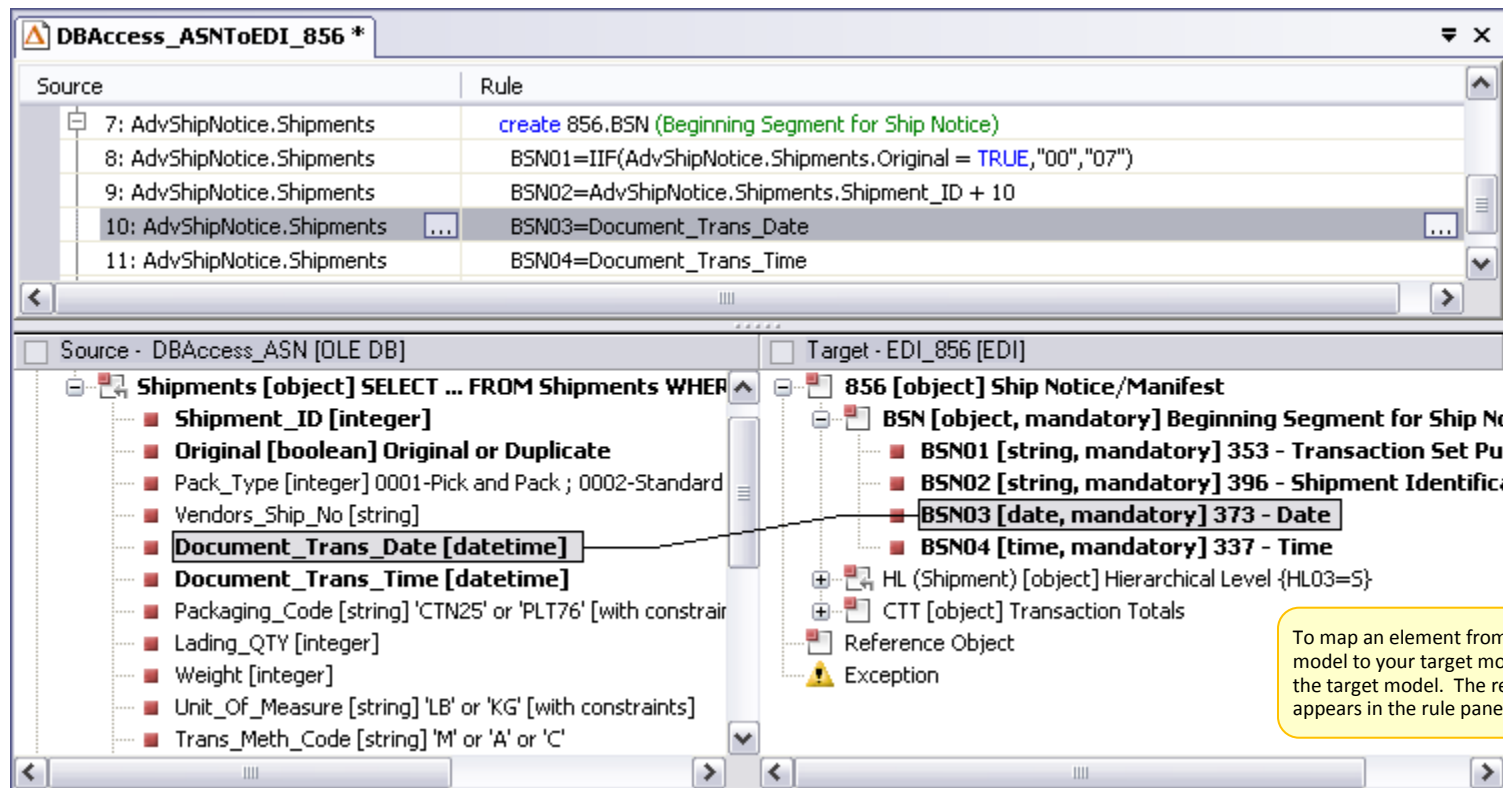 DBAccess_ASNToEDI_856 *
Source Rule
7: AdvShipNotice.Shipments create 856.BSN (Beginning Segment for Ship Notice)
8: AdvShipNotice.Shipments BSN01=IIF(AdvShipNotice.Shipments.Original = TRUE,"00","07")
9: AdvShipNotice.Shipments BSN02=AdvShipNotice.Shipments.Shipment_ID + 10
10: AdvShipNotice.Shipments ... BSN03=Document_Trans_Date ...
11: AdvShipNotice.Shipments BSN04=Document_Trans_Time
Source - DBAccess_ASN [OLE DB]
Shipments [object] SELECT ... FROM Shipments WHER
Shipment_ID [integer]
Original [boolean] Original or Duplicate
Pack_Type [integer] 0001-Pick and Pack ; 0002-Standard
Vendors_Ship_No [string]
Document_Trans_Date [datetime]
Document_Trans_Time [datetime]
Packaging_Code [string] 'CTN25' or 'PLT76' [with constrain
Lading_QTY [integer]
Weight [integer]
Unit_Of_Measure [string] 'LB' or 'KG' [with constraints]
Trans_Meth_Code [string] 'M' or 'A' or 'C'
Target - EDI_856 [EDI]
856 [object] Ship Notice/Manifest
BSN [object, mandatory] Beginning Segment for Ship No
BSN01 [string, mandatory] 353 - Transaction Set Pu
BSN02 [string, mandatory] 396 - Shipment Identifica
BSN03 [date, mandatory] 373 - Date
BSN04 [time, mandatory] 337 - Time
HL (Shipment) [object] Hierarchical Level {HL03=S}
CTT [object] Transaction Totals
Reference Object
Exception
To map an element from
model to your target mo
the target model. The re
appears in the rule pane